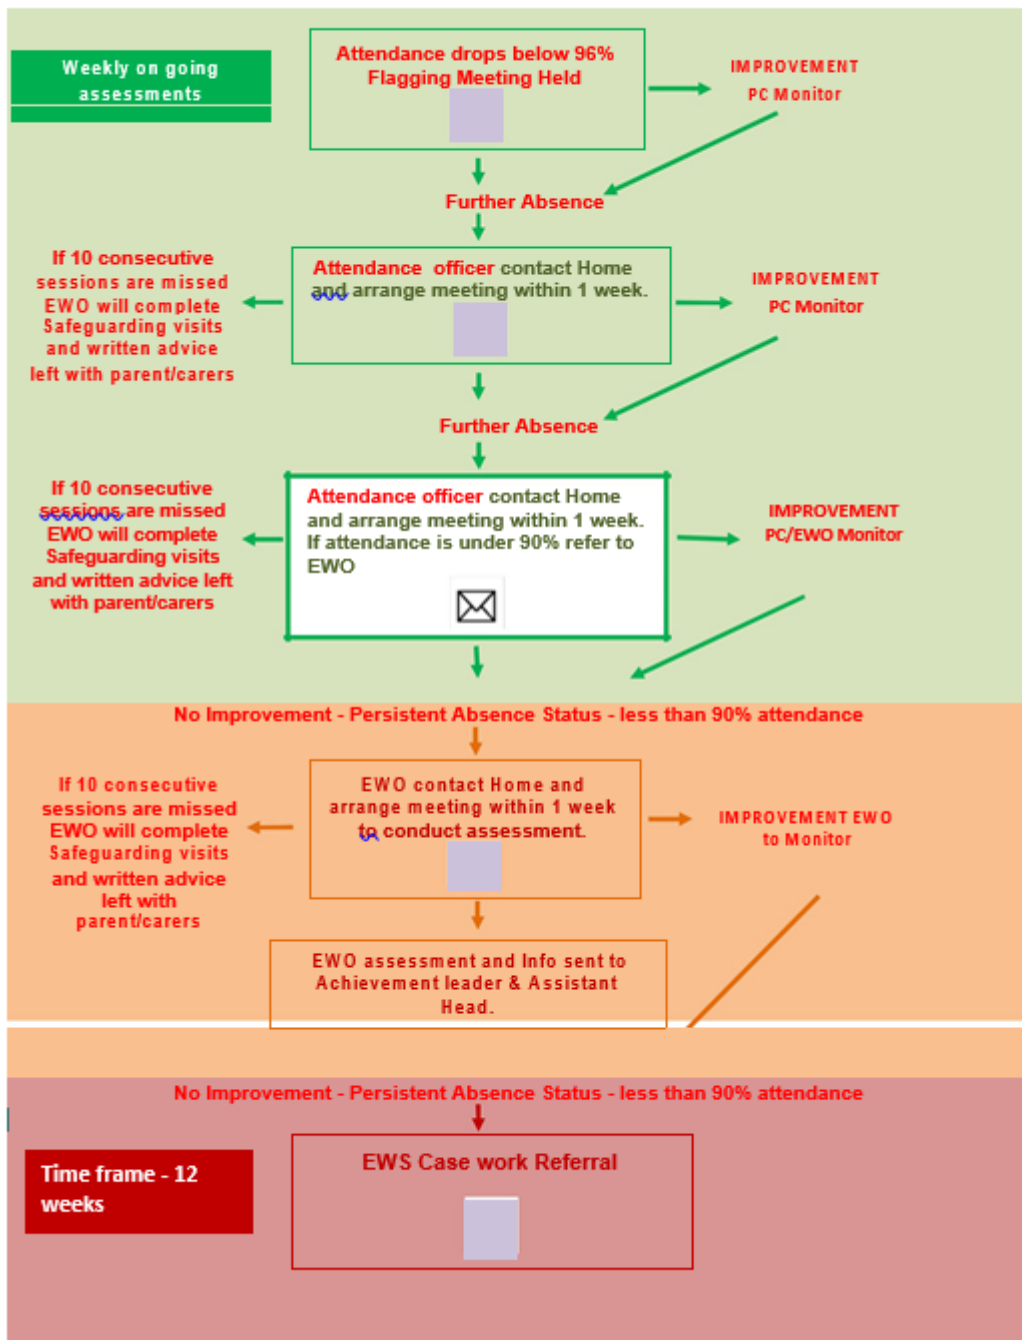 Weekly on going
assessments
Attendance drops below 96%
Flagging Meeting Held
IMPROVEMENT
PC Monitor
Further Absence
If 10 consecutive
sessions are missed
EWO will complete
Safeguarding visits
and written advice
left with parent/carers
Attendance officer contact Home
and arrange meeting within 1 week.
IMPROVEMENT
PC Monitor
Further Absence
If 10 consecutive
sessions are missed
EWO will complete
Safeguarding visits
and written advice left
with parent/carers
Attendance officer contact Home
and arrange meeting within 1 week.
If attendance is under 90% refer to
EWO
IMPROVEMENT
PC/EWO Monitor
No Improvement - Persistent Absence Status - less than 90% attendance
If 10 consecutive
sessions are missed
EWO will complete
Safeguarding visits
and written advice
left with
parent/carers
EWO contact Home and
arrange meeting within 1 week
to conduct assessment.
IMPROVEMENT EWO
to Monitor
EWO assessment and Info sent to
Achievement leader & Assistant
Head.
No Improvement - Persistent Absence Status - less than 90% attendance
Time frame - 12
weeks
EWS Case work Referral